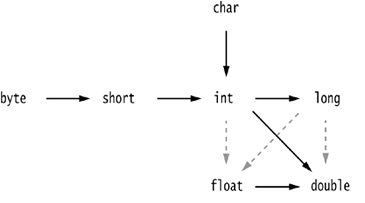 char
byte short int long
float double